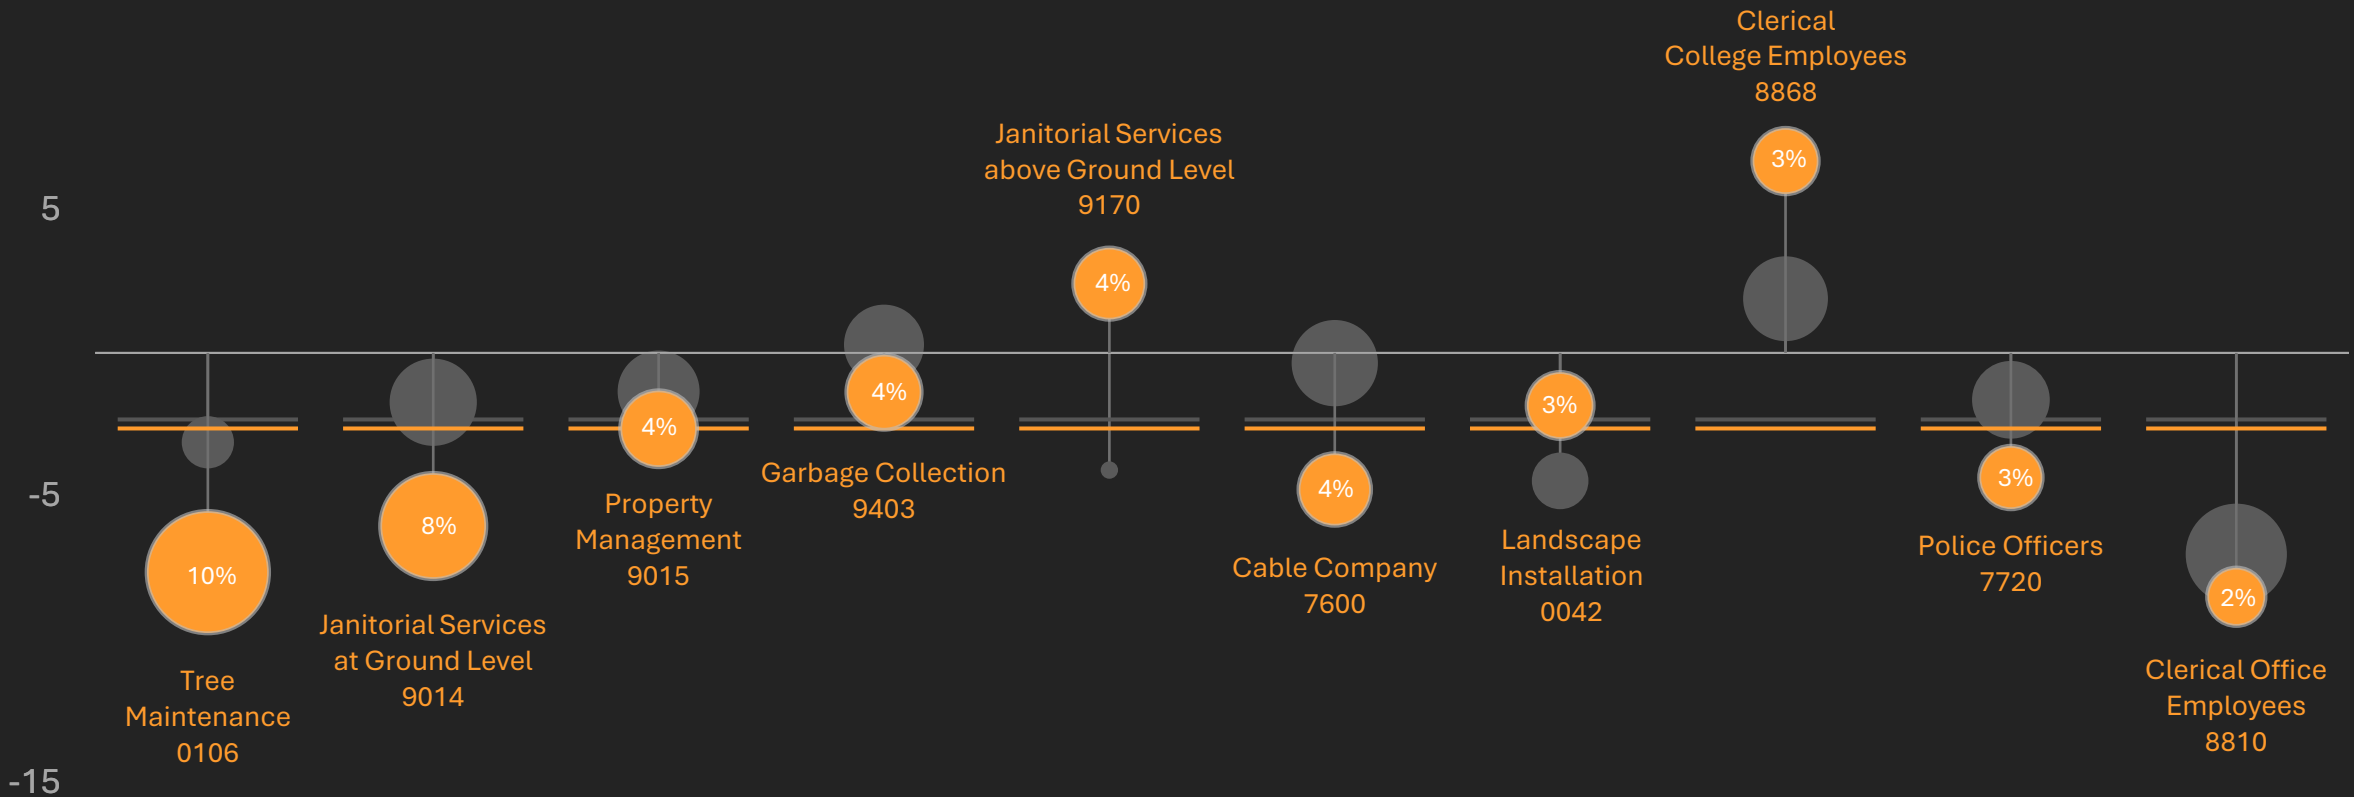 5
-5
-15
10%
Tree
Maintenance
0106
8%
Janitorial Services
at Ground Level
9014
4%
Property
Management
9015
4%
Garbage Collection
9403
Janitorial Services
above Ground Level
9170
4%
4%
Cable Company
7600
3%
Landscape
Installation
0042
Clerical
College Employees
8868
3%
3%
Police Officers
7720
2%
Clerical Office
Employees
8810